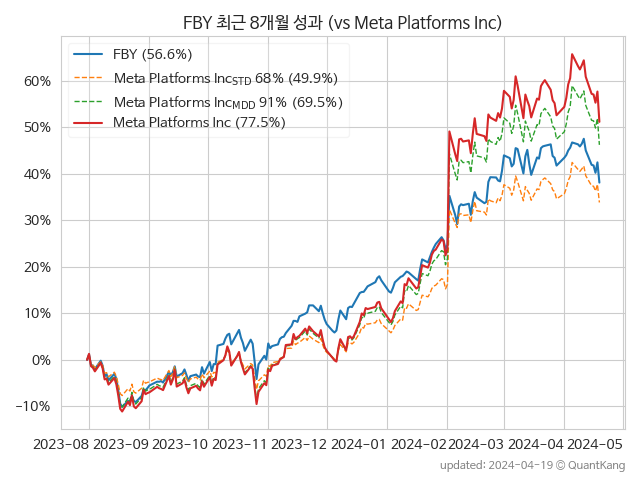 FBY 최근 8개월 성과 (vs Meta Platforms Inc)
FBY (56.6%)
Meta Platforms IncSTD 68% (49.9%)
Meta Platforms IncMDD 91% (69.5%)
Meta Platforms Inc (77.5%)
60%
50%
40%
30%
20%
10%
0%
−10%
2023-08 2023-09 2023-10 2023-11 2023-12 2024-01 2024-02 2024-03 2024-04 2024-05
updated: 2024-04-19 © QuantKang